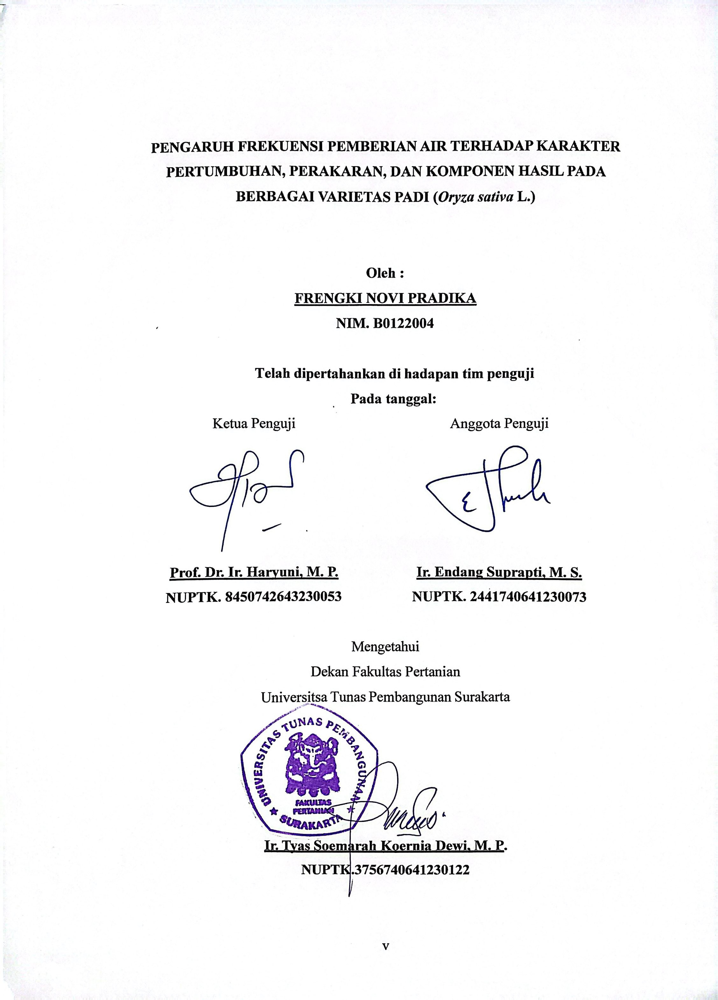 PENGARUH FREKUENSI PEMBERIAN AIR TERHADAP KARAKTER
PERTUMBUHAN, PERAKARAN, DAN KOMPONEN HASIL PADA
BERBAGAI VARIETAS PADI (Oryza sativa L.)
Oleh :
FRENGKI NOVI PRADIKA
NIM. B0122004
Telah dipertahankan di hadapan tim penguji
Pada tanggal:
Ketua Penguji Anggota Penguji
Prof. Dr. Ir. Haryuni, M. P. Ir. Endang Suprapti, M. S.
NUPTK. 8450742643230053 NUPTK. 2441740641230073
Mengetahui
Dekan Fakultas Pertanian
Universitsa Tunas Pembangunan Surakarta
UNIVERSITAS TUNAS PEMBANGUNAN
FAKULTAS
PERTANIAN
SURAKARTA
Ir. Tyas Soemarah Koernia Dewi, M. P.
NUPTK.3756740641230122
v